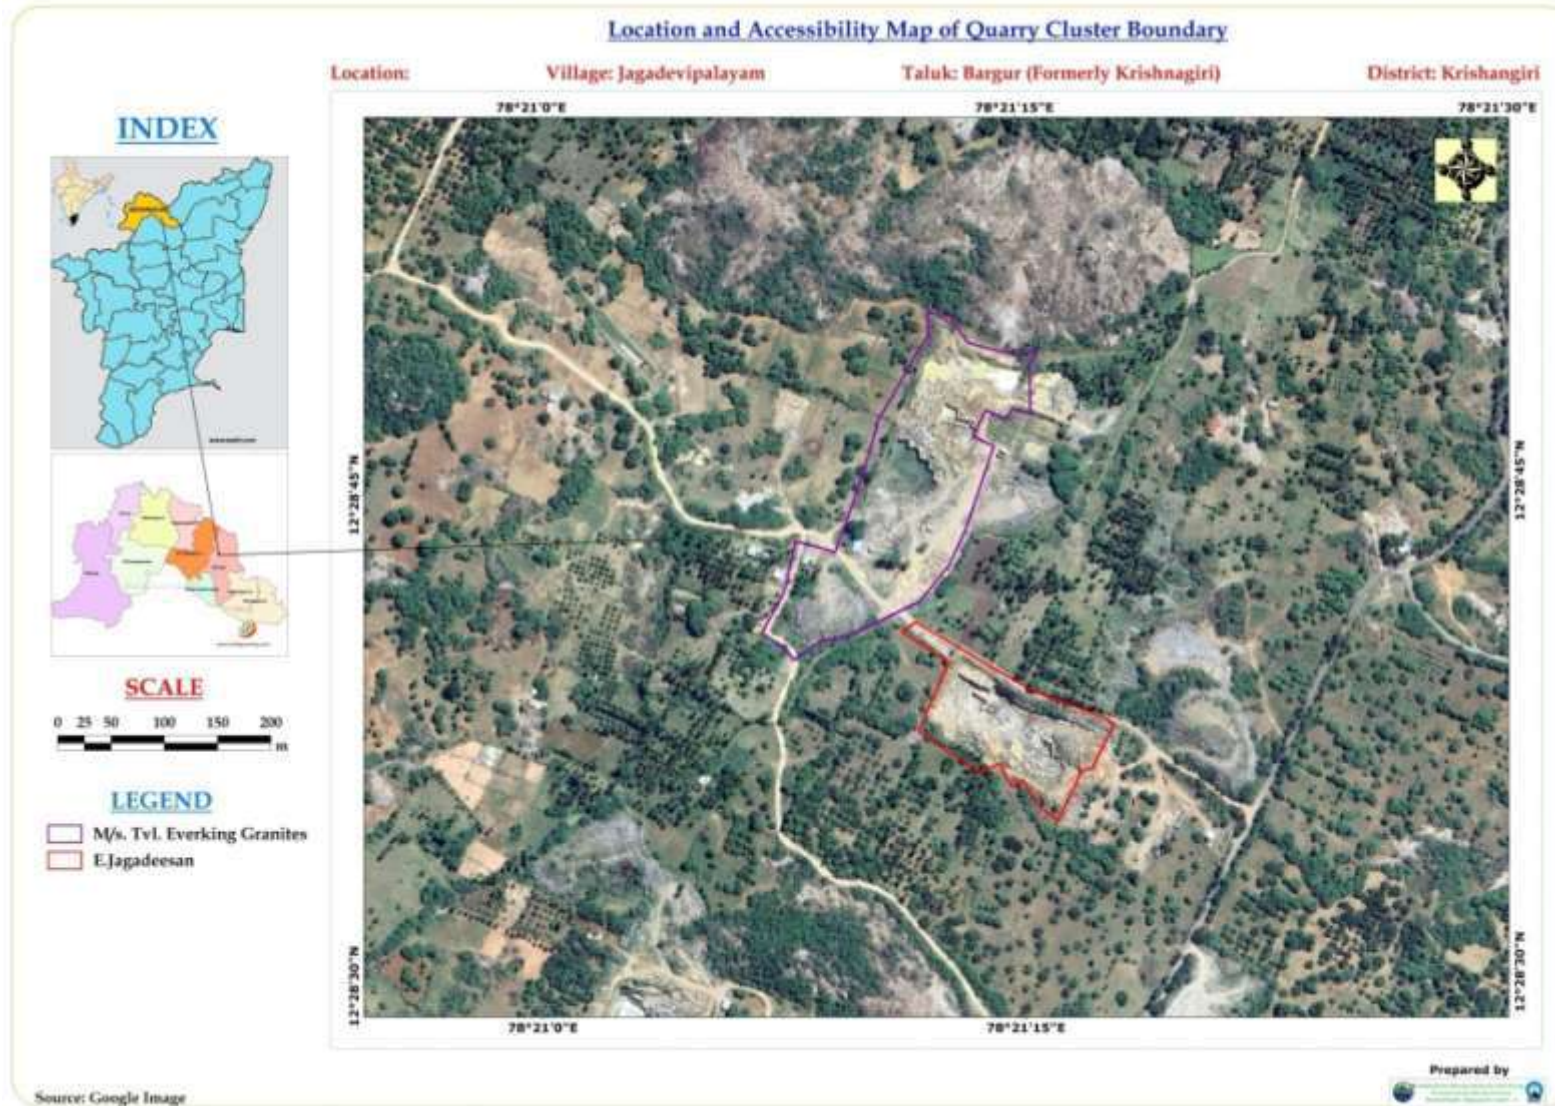 Location and Accessibility Map of Quarry Cluster Boundary
Location: Village: Jagadevipalayam Taluk: Bargur (Formerly Krishnagiri) District: Krishangiri
78°21'0"E 78°21'15"E 78°21'30"E
INDEX
12°28'45"N 12°28'45"N
SCALE
0 25 50 100 150 200
m
LEGEND
M/s. Tvl. Everking Granites
E.Jagadeesan
12°28'30"N 12°28'30"N
78°21'0"E 78°21'15"E
Prepared by
Source: Google Image